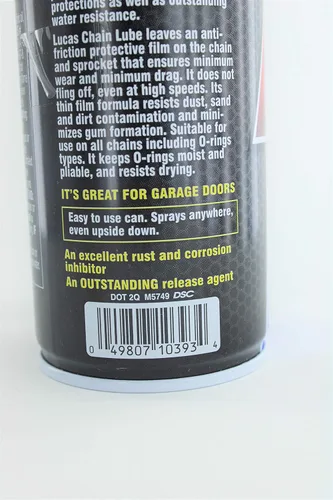 protections as well as outstanding
water resistance.
Lucas Chain Lube leaves an anti-
friction protective film on the chain
and sprocket that ensures minimum
wear and minimum drag. It does not
fling off, even at high speeds. Its
thin film formula resists dust, sand
and dirt contamination and mini-
mizes gum formation. Suitable for
use on all chains including O-rings
types. It keeps O-rings moist and
pliable, and resists drying.
IT'S GREAT FOR GARAGE DOORS
Easy to use can. Sprays anywhere,
even upside down.
An excellent rust and corrosion
inhibitor
An OUTSTANDING release agent
DOT 2Q M5749 DSC
0 49807 10393 4